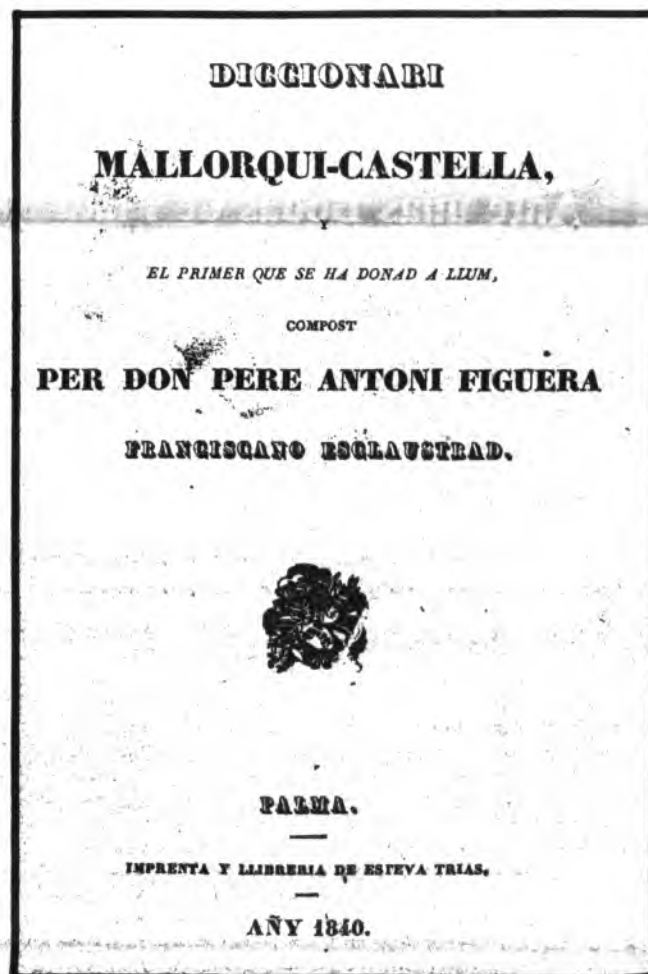 DICCIONARI
MALLORQUI-CASTELLA,
Y
EL PRIMER QUE SE HA DONAD A LLUM,
COMPOST
PER DON PERE ANTONI FIGUERA
FRANCISCANO ESCLAUSTRAD.
PALMA.
IMPRENTA Y LLIBRERIA DE ESTEVA TRIAS.
AÑY 1840.